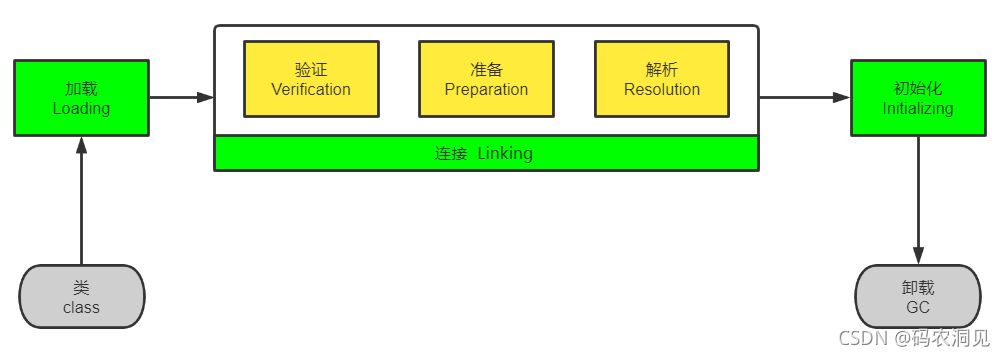 加载
Loading
验证
Verification
准备
Preparation
解析
Resolution
连接 Linking
初始化
Initializing
类
class
卸载
GC
CSDN @码农洞见